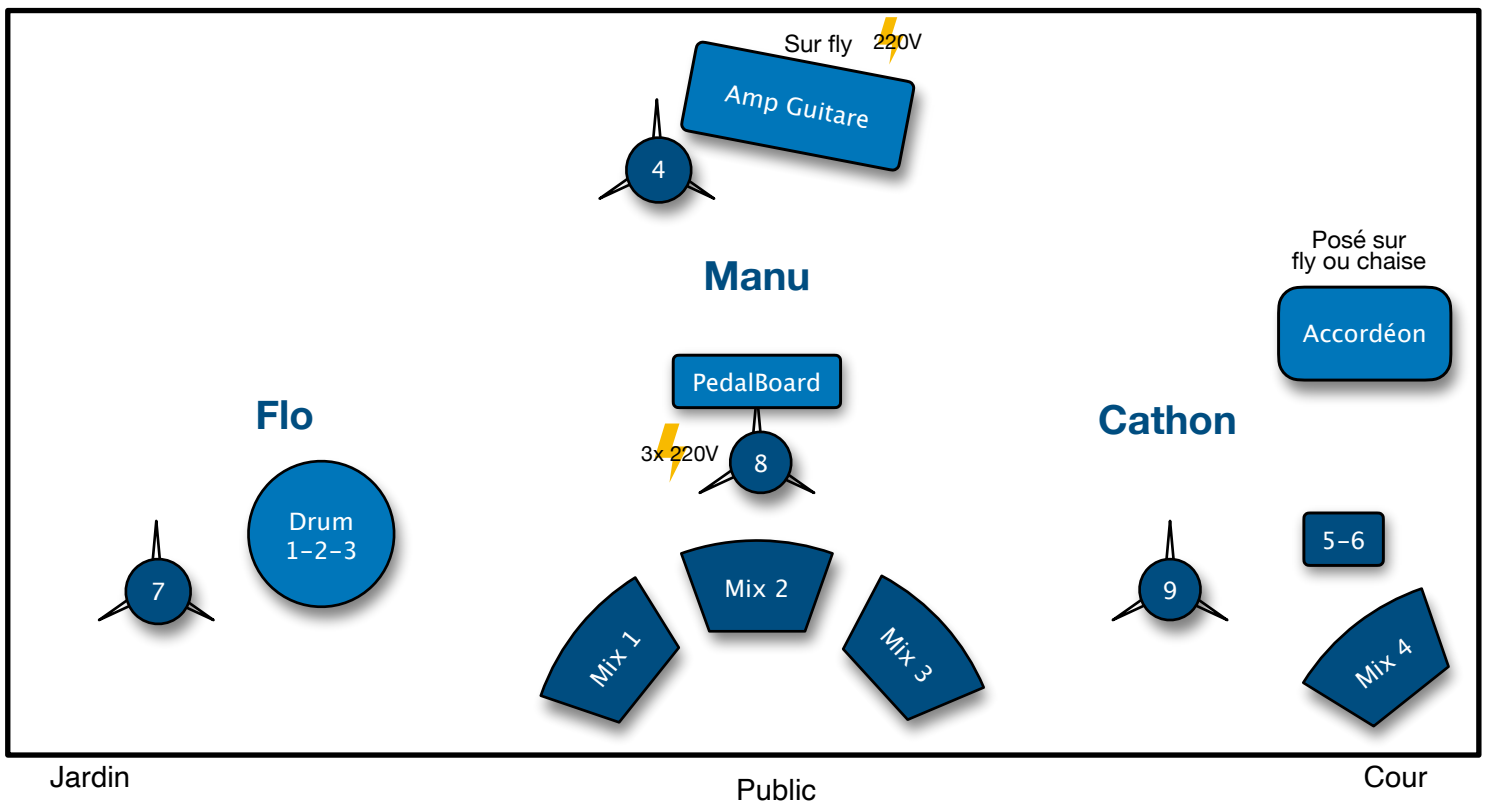 Sur fly
220V
Amp Guitare
4
Manu
Posé sur
fly ou chaise
Accordéon
PedalBoard
Flo
Cathon
3x 220V
8
Drum
1-2-3
5-6
7
9
Mix 1
Mix 2
Mix 3
Mix 4
Jardin
Public
Cour